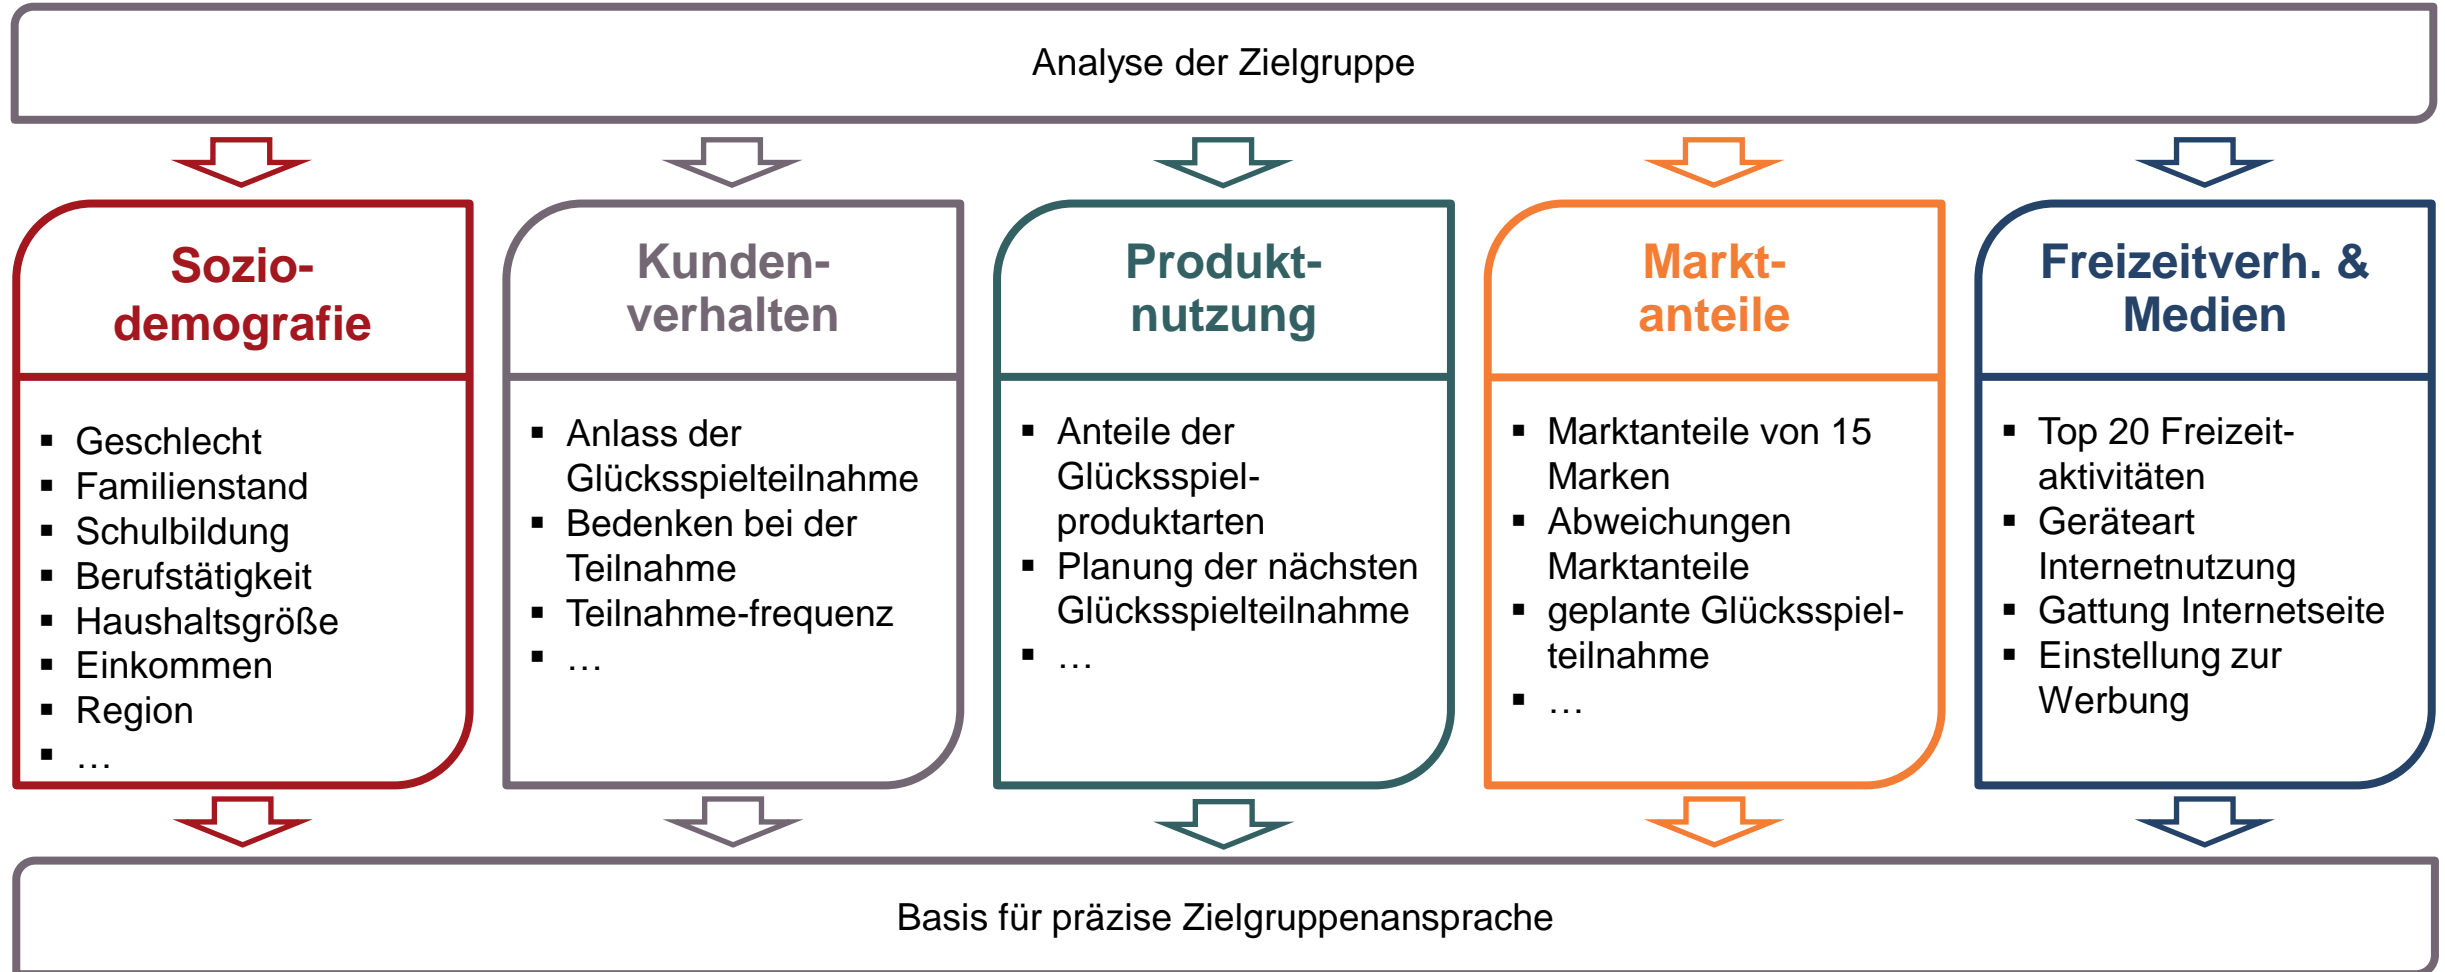 Analyse der Zielgruppe
Sozio-
demografie
▪ Geschlecht
▪ Familienstand
▪ Schulbildung
▪ Berufstätigkeit
▪ Haushaltsgröße
▪ Einkommen
▪ Region
▪ …
Kunden-
verhalten
▪ Anlass der
Glücksspielteilnahme
▪ Bedenken bei der
Teilnahme
▪ Teilnahme-frequenz
▪ …
Produkt-
nutzung
▪ Anteile der
Glücksspiel-
produktarten
▪ Planung der nächsten
Glücksspielteilnahme
▪ …
Markt-
anteile
▪ Marktanteile von 15
Marken
▪ Abweichungen
Marktanteile
▪ geplante Glücksspiel-
teilnahme
▪ …
Freizeitverh. &
Medien
▪ Top 20 Freizeit-
aktivitäten
▪ Geräteart
Internetnutzung
▪ Gattung Internetseite
▪ Einstellung zur
Werbung
Basis für präzise Zielgruppenansprache